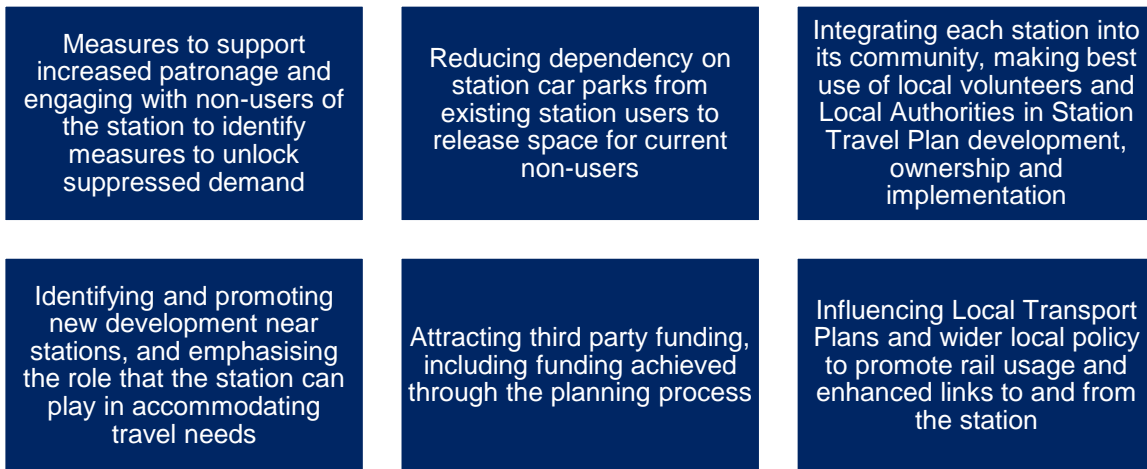 Measures to support
increased patronage and
engaging with non-users of
the station to identify
measures to unlock
suppressed demand
Reducing dependency on
station car parks from
existing station users to
release space for current
non-users
Integrating each station into
its community, making best
use of local volunteers and
Local Authorities in Station
Travel Plan development,
ownership and
implementation
Identifying and promoting
new development near
stations, and emphasising
the role that the station can
play in accommodating
travel needs
Attracting third party funding,
including funding achieved
through the planning process
Influencing Local Transport
Plans and wider local policy
to promote rail usage and
enhanced links to and from
the station